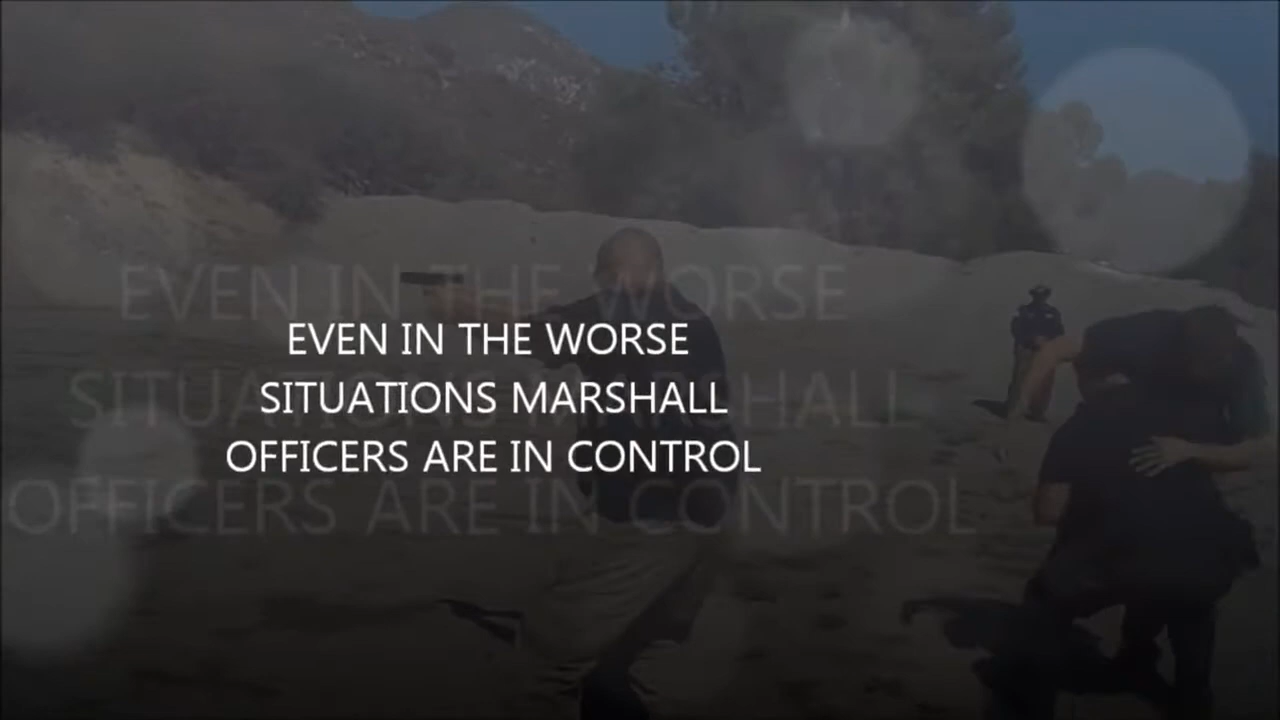 EVEN IN THE WORSE
SITUATIONS MARSHALL
OFFICERS ARE IN CONTROL